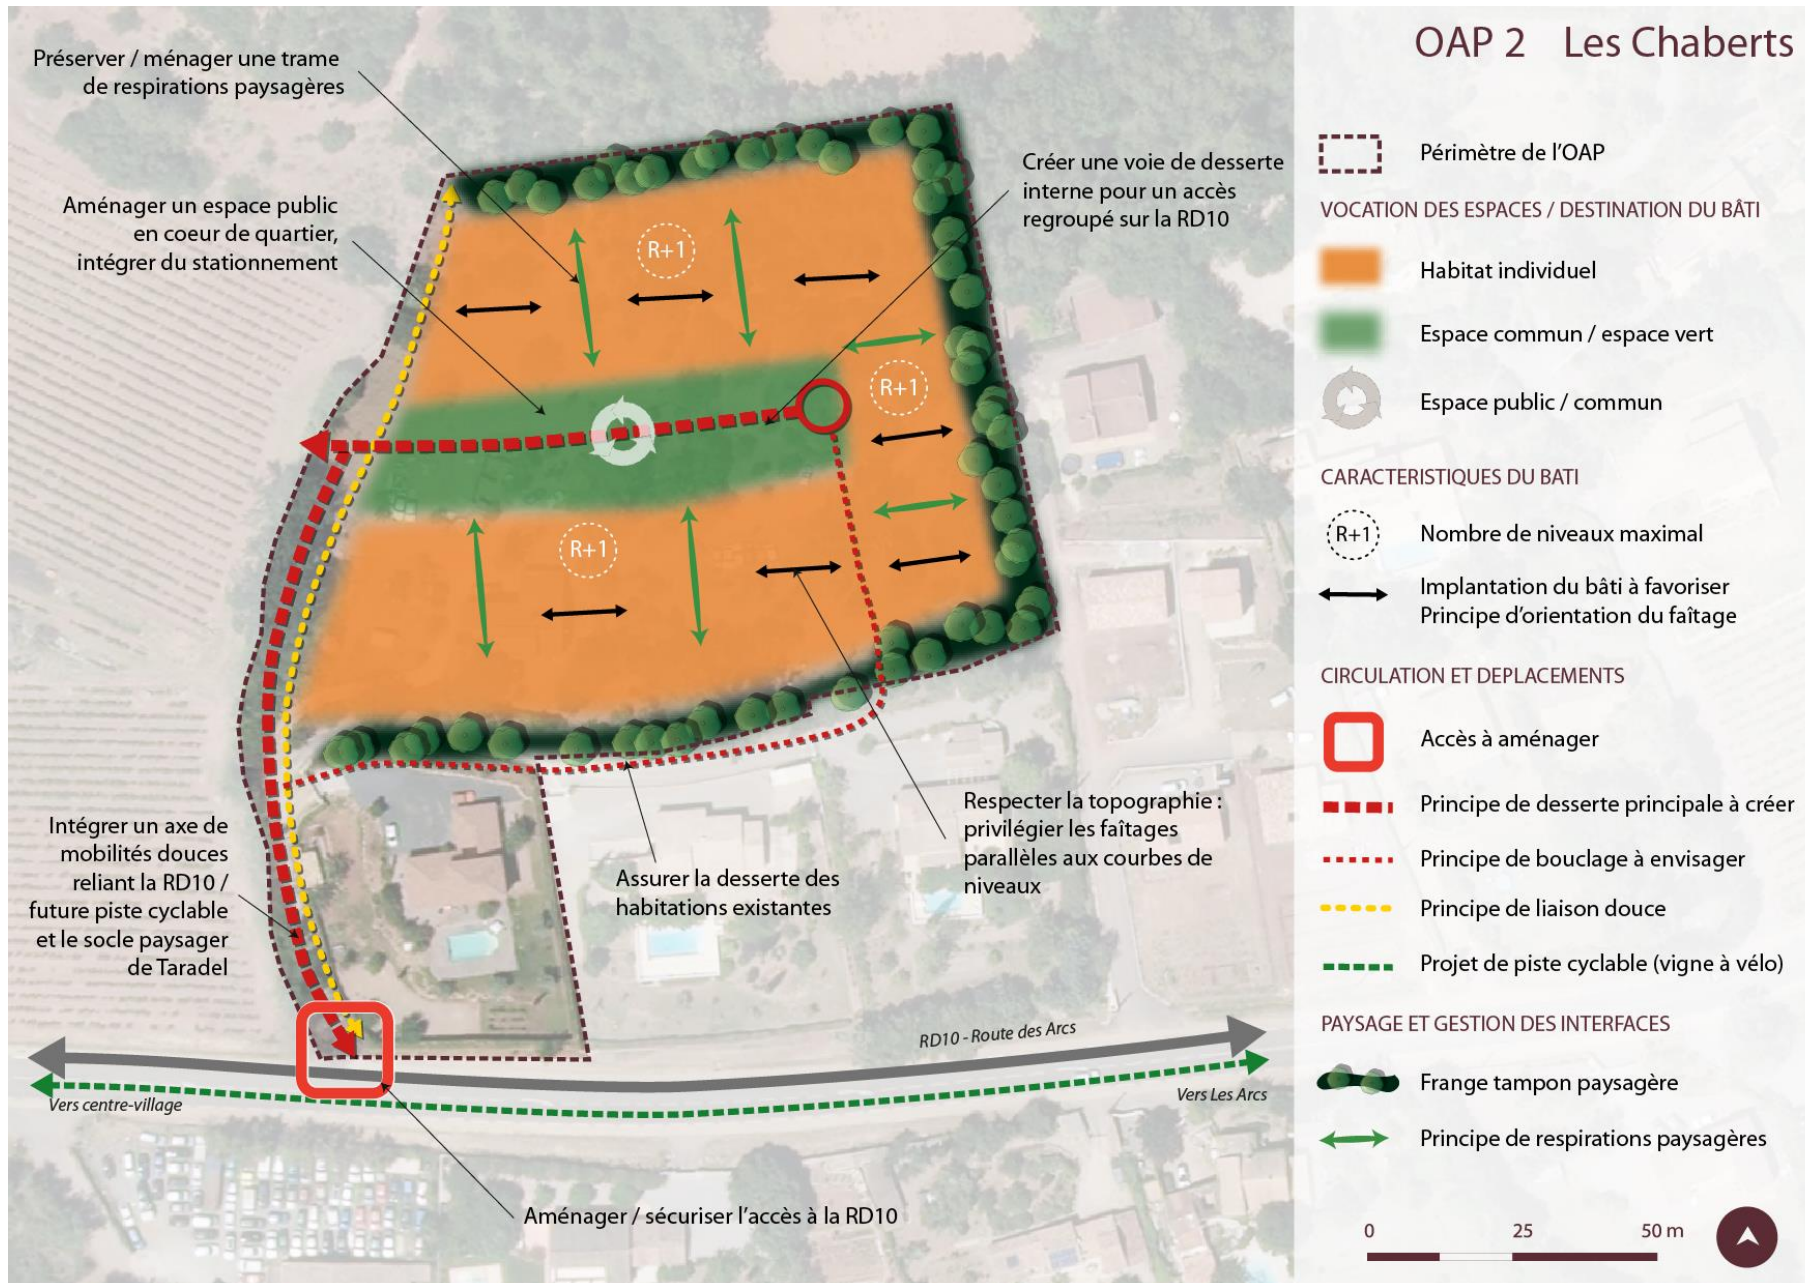 OAP 2 Les Chaberts
Préserver / ménager une trame
de respirations paysagères
Aménager un espace public
en coeur de quartier,
intégrer du stationnement
Créer une voie de desserte
interne pour un accès
regroupé sur la RD10
R+1
R+1
R+1
Intégrer un axe de
mobilités douces
reliant la RD10 /
future piste cyclable
et le socle paysager
de Taradel
Assurer la desserte des
habitations existantes
Respecter la topographie :
privilégier les faîtages
parallèles aux courbes de
niveaux
RD10 - Route des Arcs
Vers centre-village
Vers Les Arcs
Aménager / sécuriser l'accès à la RD10
Périmètre de l'OAP
VOCATION DES ESPACES / DESTINATION DU BÂTI
Habitat individuel
Espace commun / espace vert
Espace public / commun
CARACTERISTIQUES DU BATI
R+1
Nombre de niveaux maximal
Implantation du bâti à favoriser
Principe d'orientation du faîtage
CIRCULATION ET DEPLACEMENTS
Accès à aménager
Principe de desserte principale à créer
Principe de bouclage à envisager
Principe de liaison douce
Projet de piste cyclable (vigne à vélo)
PAYSAGE ET GESTION DES INTERFACES
Frange tampon paysagère
Principe de respirations paysagères
0 25 50 m